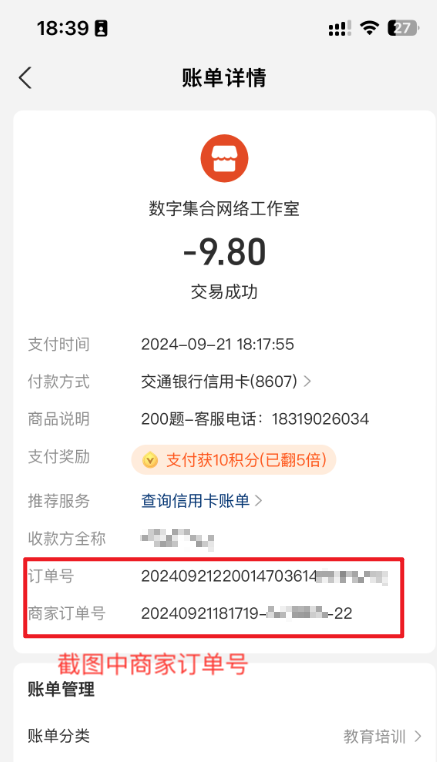 18:39
27
账单详情
数字集合网络工作室
-9.80
交易成功
支付时间 2024-09-21 18:17:55
付款方式 交通银行信用卡(8607)
商品说明 200题-客服电话：18319026034
支付奖励 支付获10积分(已翻5倍)
推荐服务 查询信用卡账单
收款方全称
订单号 20240921220014703614
商家订单号 20240921181719- -22
截图中商家订单号
账单管理
账单分类 教育培训